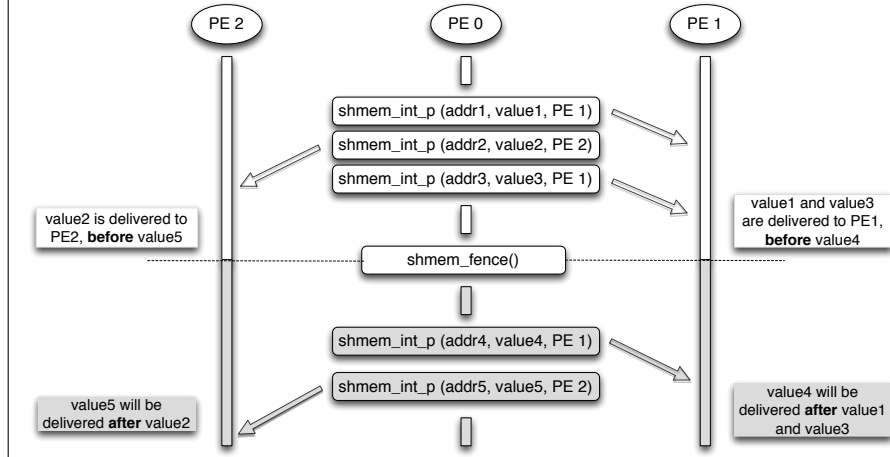 PE 2
PE 0
PE 1
shmem_int_p (addr1, value1, PE 1)
shmem_int_p (addr2, value2, PE 2)
shmem_int_p (addr3, value3, PE 1)
value2 is delivered to
PE2, before value5
value1 and value3
are delivered to PE1,
before value4
shmem_fence()
shmem_int_p (addr4, value4, PE 1)
shmem_int_p (addr5, value5, PE 2)
value5 will be
delivered after value2
value4 will be
delivered after value1
and value3